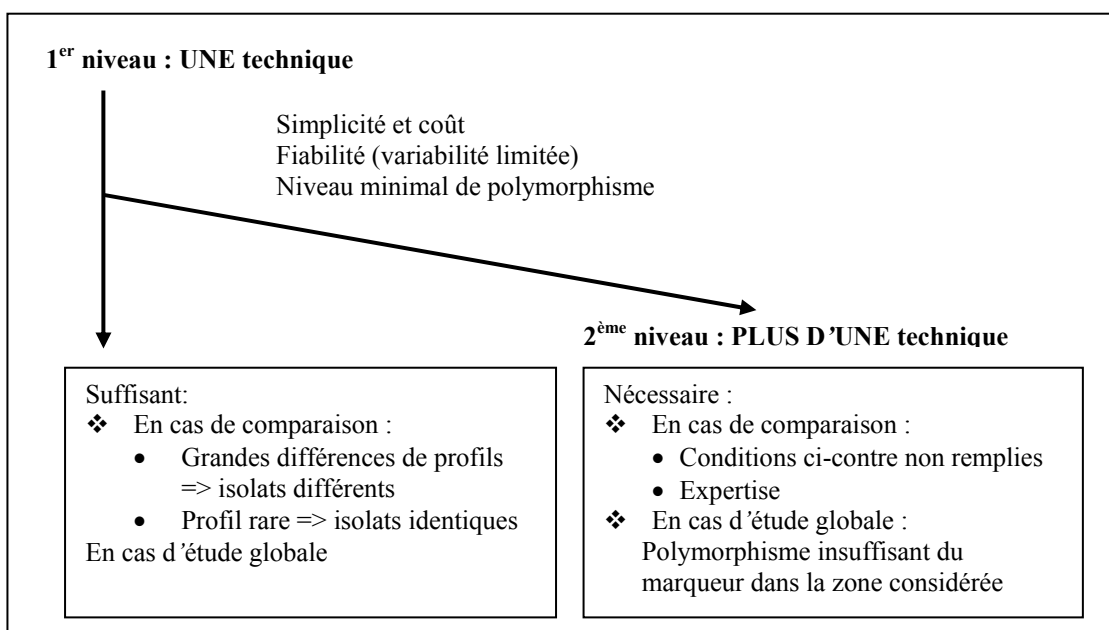 1er niveau : UNE technique
Simplicité et coût
Fiabilité (variabilité limitée)
Niveau minimal de polymorphisme
2ème niveau : PLUS D'UNE technique
Suffisant:
❖ En cas de comparaison :
• Grandes différences de profils
=> isolats différents
• Profil rare => isolats identiques
En cas d'étude globale
Nécessaire :
❖ En cas de comparaison :
• Conditions ci-contre non remplies
• Expertise
❖ En cas d'étude globale :
Polymorphisme insuffisant du
marqueur dans la zone considérée